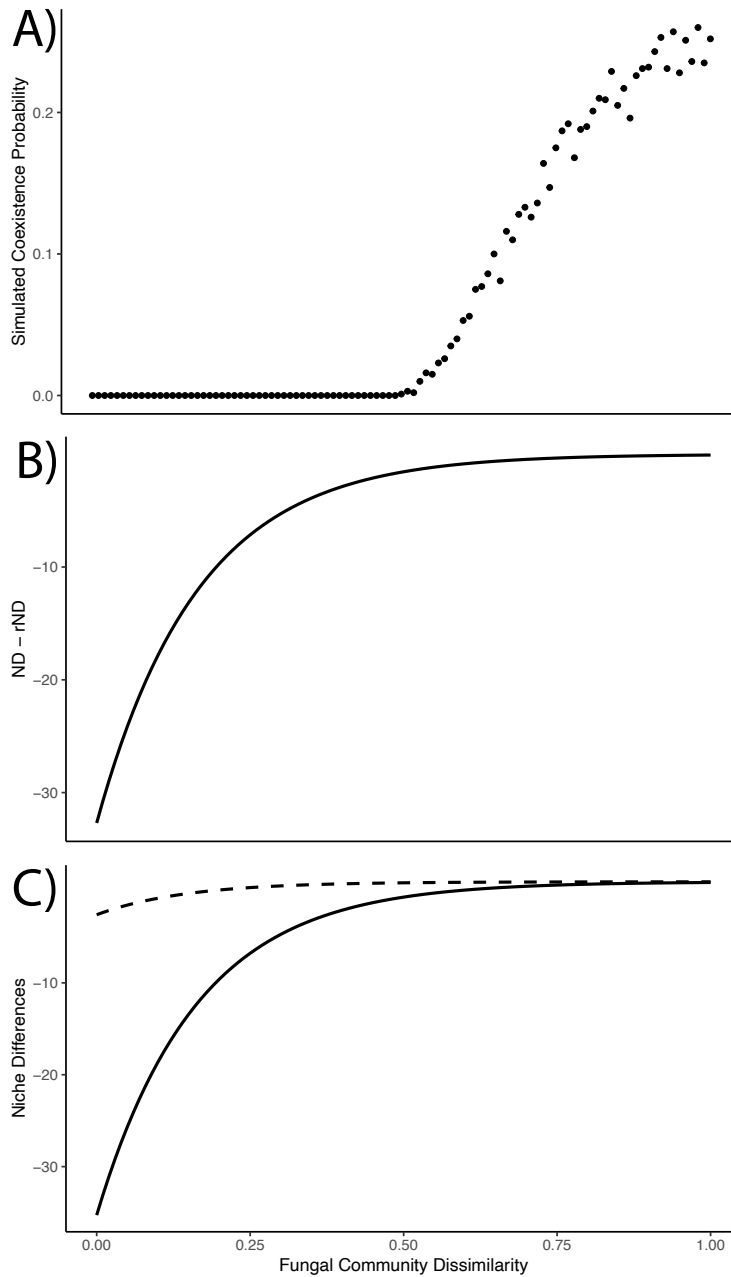 A)
Simulated Coexistence Probability
0.2
0.1
0.0
B)
ND − rND
−10
−20
−30
C)
Niche Differences
−10
−20
−30
0.00 0.25 0.50 0.75 1.00
Fungal Community Dissimilarity